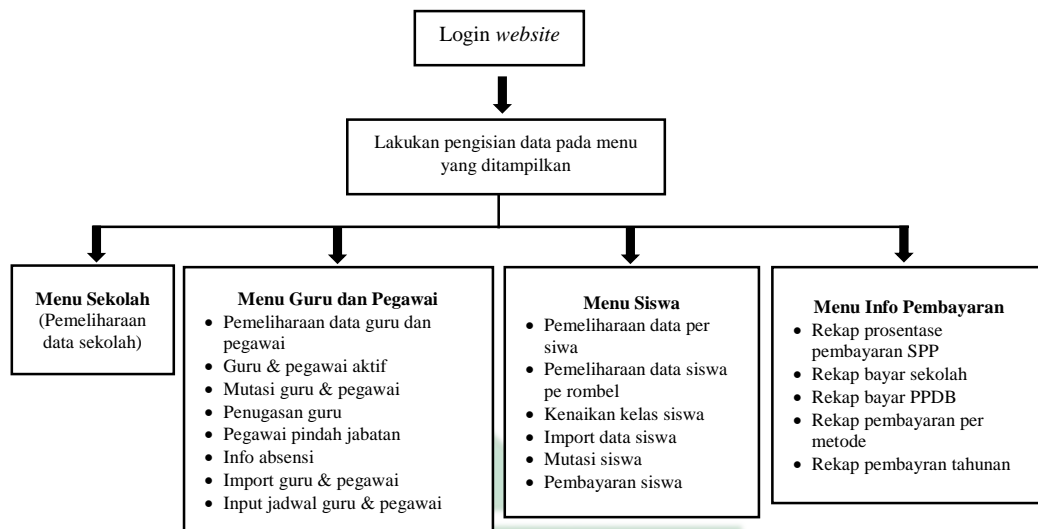 Login website
Lakukan pengisian data pada menu
yang ditampilkan
Menu Sekolah
(Pemeliharaan
data sekolah)
Menu Guru dan Pegawai
• Pemeliharaan data guru dan
pegawai
• Guru & pegawai aktif
• Mutasi guru & pegawai
• Penugasan guru
• Pegawai pindah jabatan
• Info absensi
• Import guru & pegawai
• Input jadwal guru & pegawai
Menu Siswa
• Pemeliharaan data per
siwa
• Pemeliharaan data siswa
pe rombel
• Kenaikan kelas siswa
• Import data siswa
• Mutasi siswa
• Pembayaran siswa
Menu Info Pembayaran
• Rekap prosentase
pembayaran SPP
• Rekap bayar sekolah
• Rekap bayar PPDB
• Rekap pembayaran per
metode
• Rekap pembayran tahunan